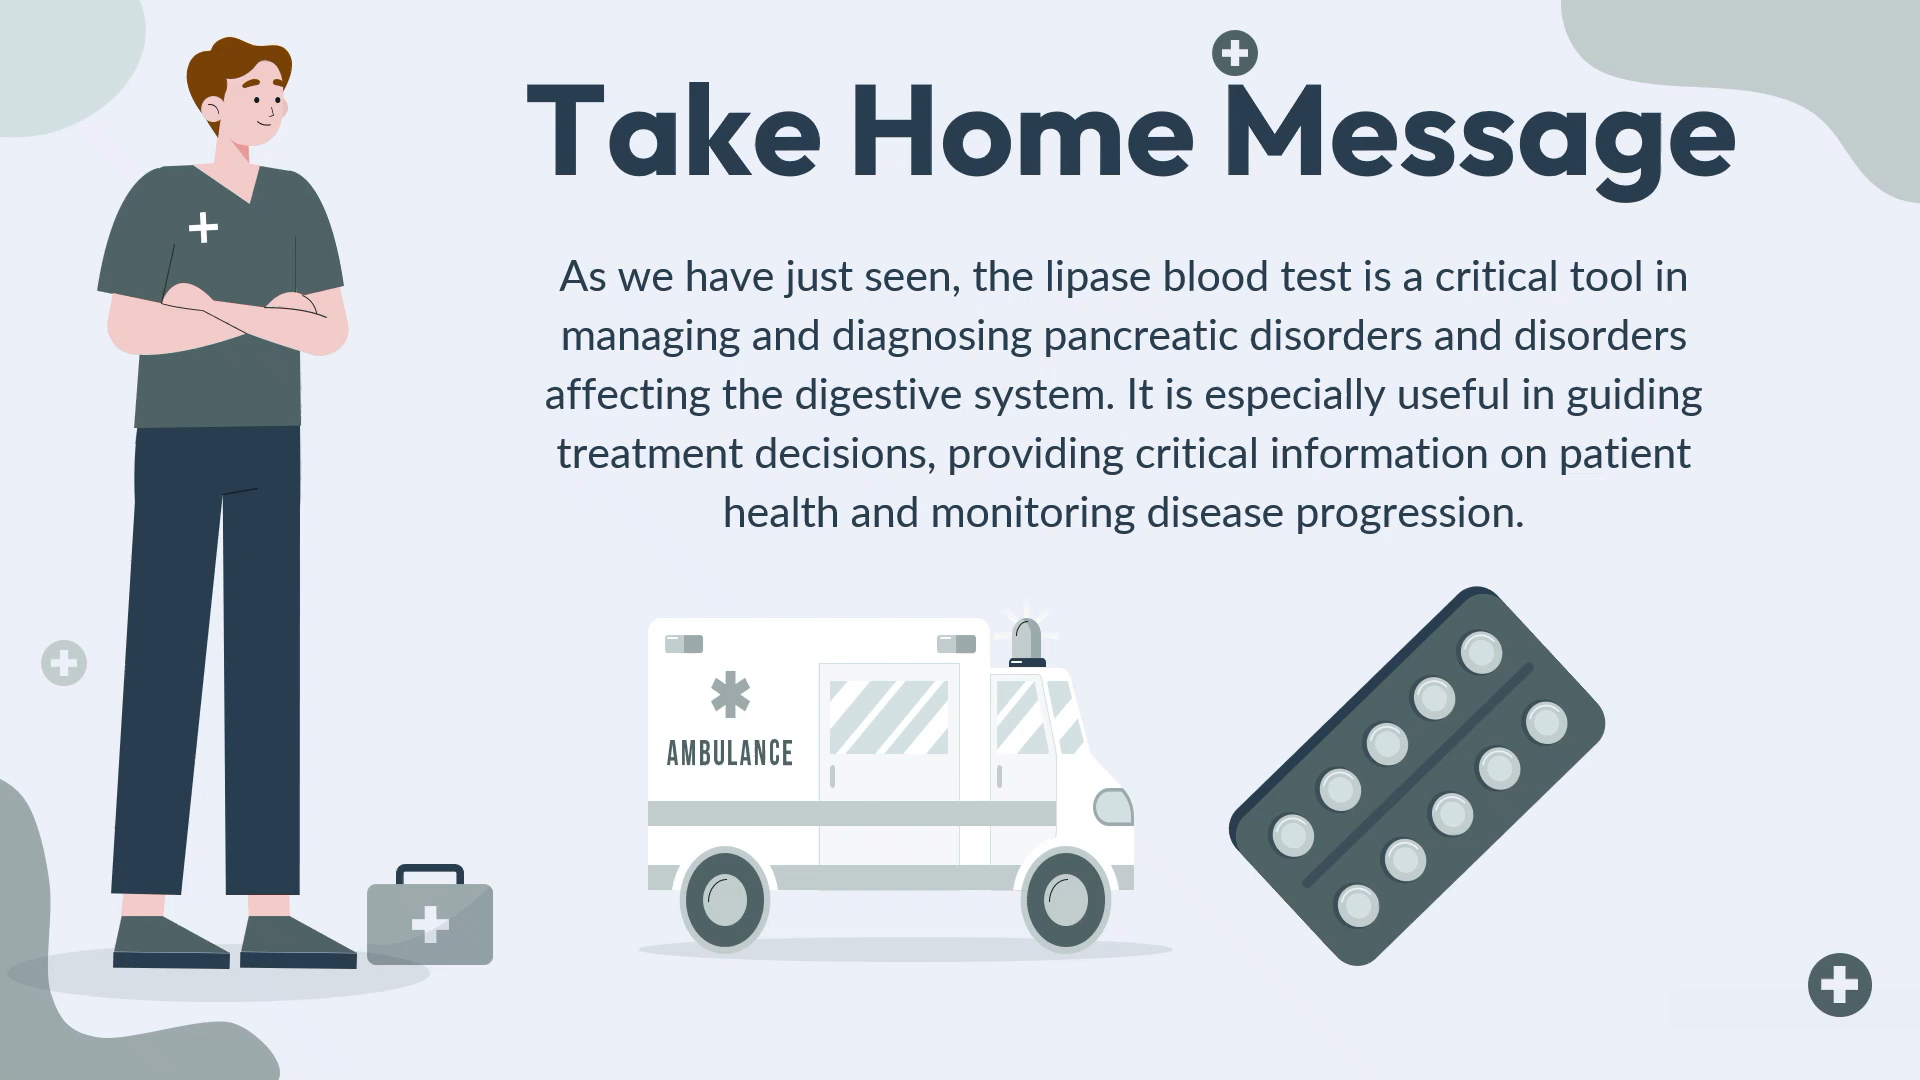 Take Home Message
As we have just seen, the lipase blood test is a critical tool in
managing and diagnosing pancreatic disorders and disorders
affecting the digestive system. It is especially useful in guiding
treatment decisions, providing critical information on patient
health and monitoring disease progression.
AMBULANCE